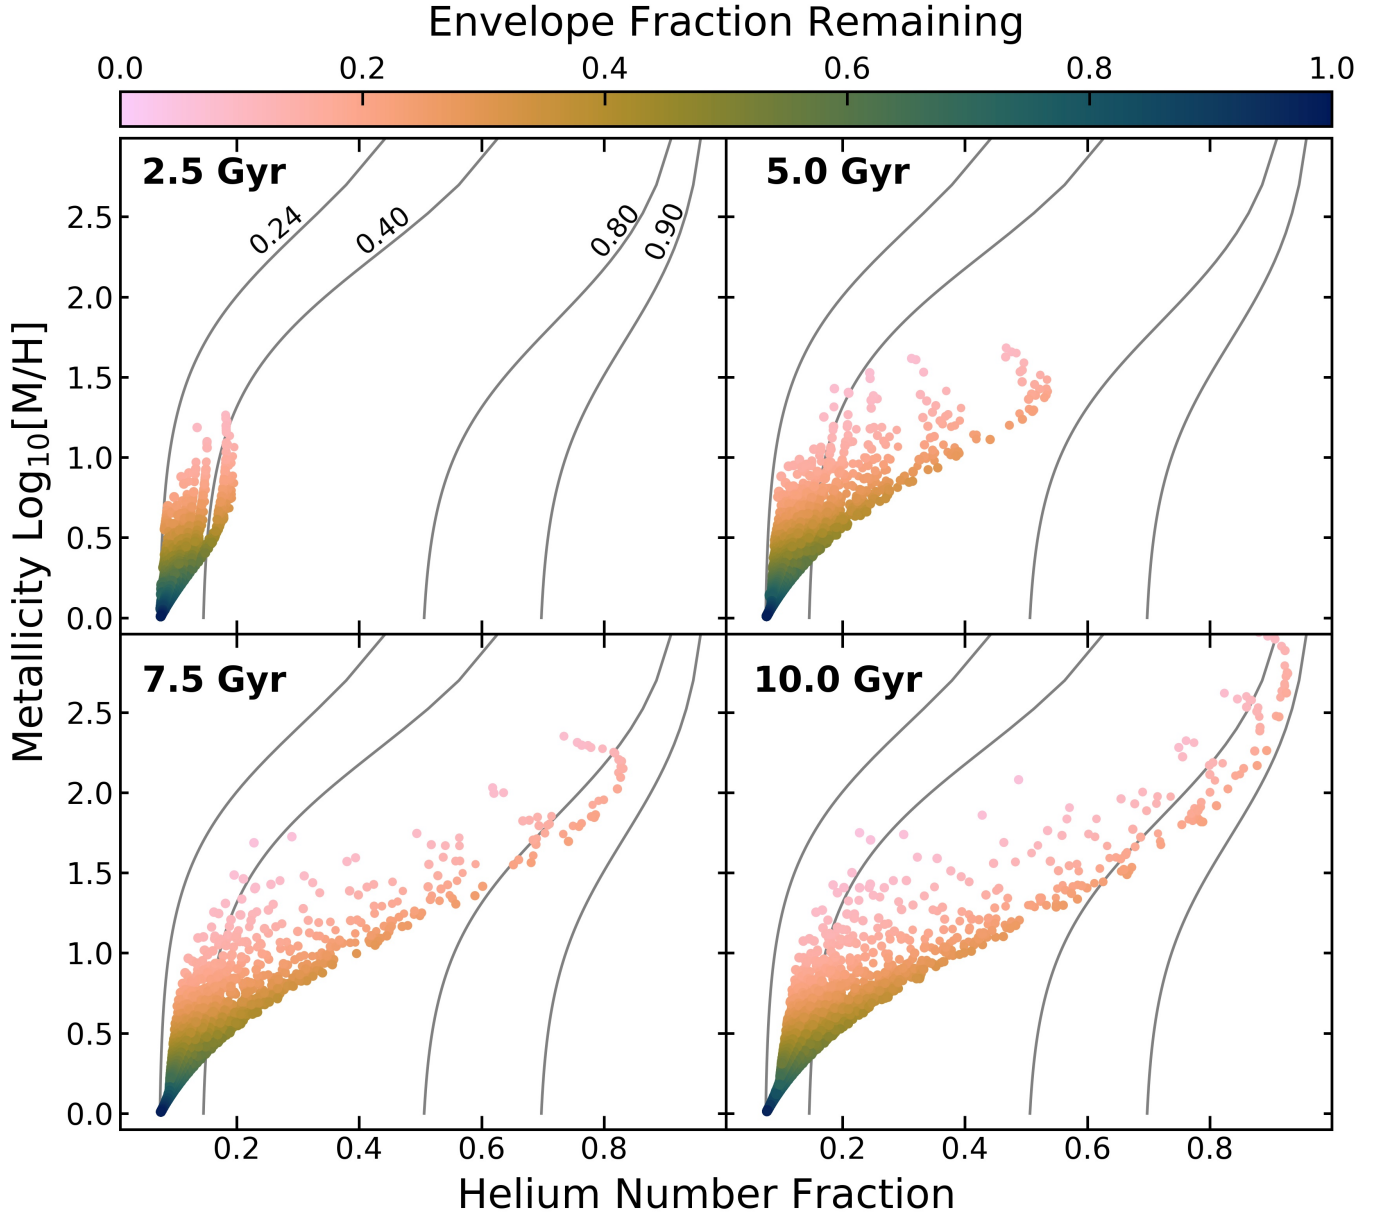 Envelope Fraction Remaining
0.0 0.2 0.4 0.6 0.8 1.0
2.5 Gyr
5.0 Gyr
0.24 0.40 0.80 0.90
2.5
2.0
1.5
1.0
0.5
0.0
7.5 Gyr
10.0 Gyr
2.5
2.0
1.5
1.0
0.5
0.0
Metallicity Log₁₀[M/H]
0.2 0.4 0.6 0.8 0.2 0.4 0.6 0.8
Helium Number Fraction